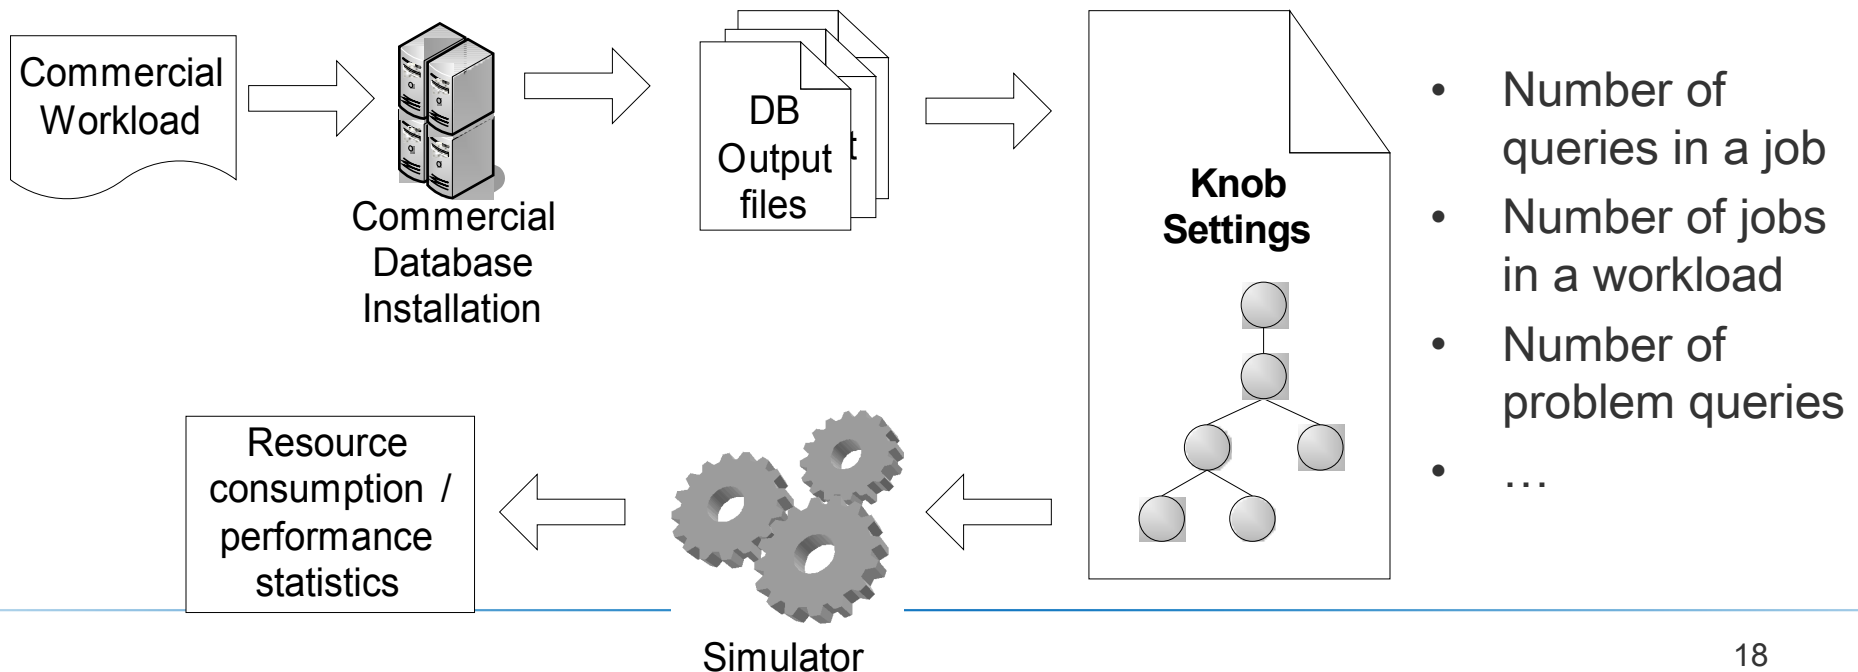 Commercial
Workload
Commercial
Database
Installation
DB
Output
files
t
Knob
Settings
• Number of
queries in a job
• Number of jobs
in a workload
• Number of
problem queries
• …
Resource
consumption /
performance
statistics
Simulator
18